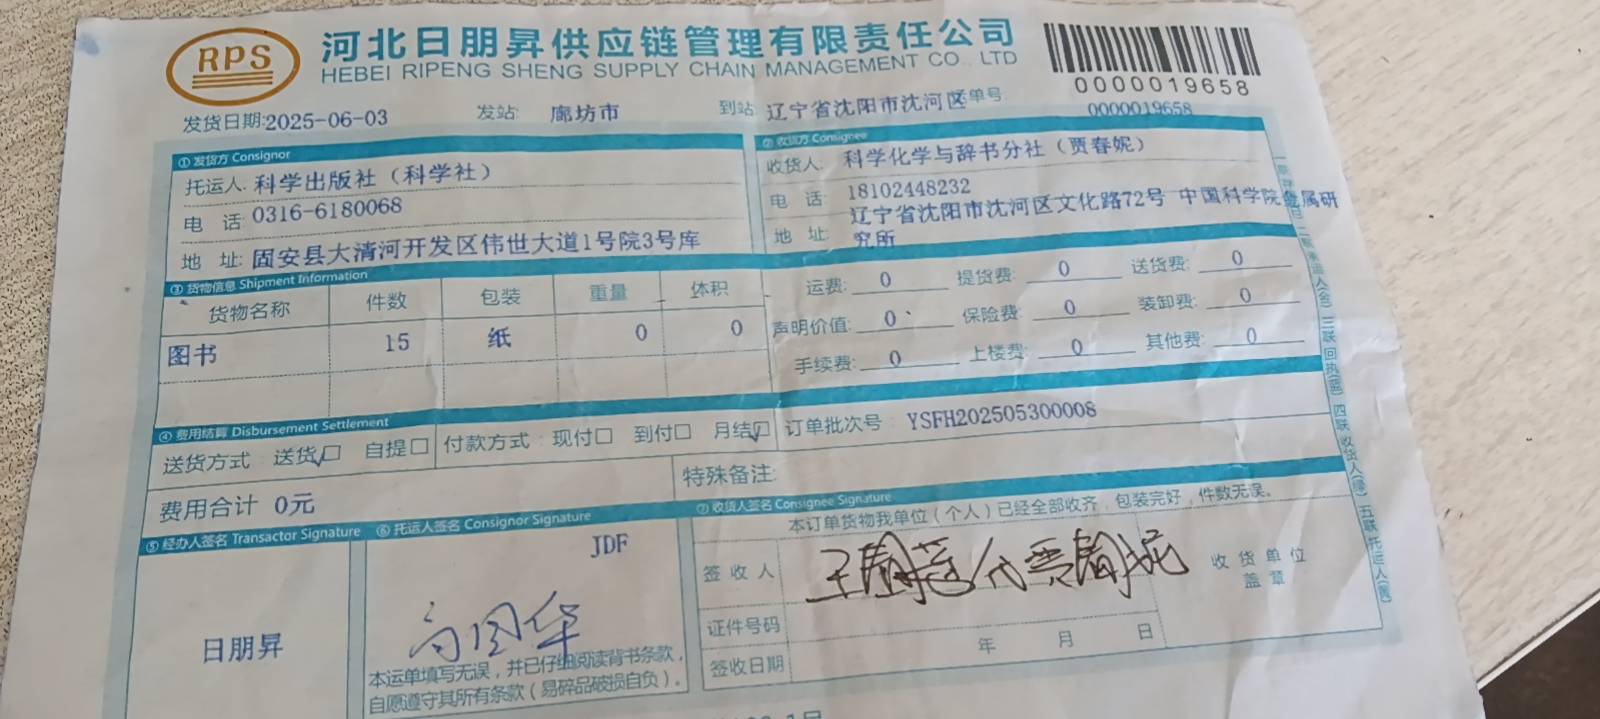 RPS
河北日朋昇供应链管理有限责任公司
HEBEI RIPENG SHENG SUPPLY CHAIN MANAGEMENT CO., LTD
0000019658
发货日期:2025-06-03 发站: 廊坊市 到站: 辽宁省沈阳市沈河区 单号: 0000019658
① 发货方 Consignor
托运人: 科学出版社（科学社）
电 话: 0316-6180068
地 址: 固安县大清河开发区伟世大道1号院3号库
② 收货方 Consignee
收货人: 科学化学与辞书分社（贾春妮）
电 话: 18102448232
地 址: 辽宁省沈阳市沈河区文化路72号 中国科学院金属研
究所
③ 货物信息 Shipment Information
货物名称 件数 包装 重量 体积
图书 15 纸 0 0
运费: 0 提货费: 0 送货费: 0
声明价值: 0 保险费: 0 装卸费: 0
手续费: 0 上楼费: 0 其他费: 0
④ 费用结算 Disbursement Settlement
送货方式 送货☑ 自提□ 付款方式: 现付□ 到付□ 月结☑
订单批次号: YSFH202505300008
费用合计 0元
特殊备注:
⑤ 经办人签名 Transactor Signature
日朋昇
⑥ 托运人签名 Consignor Signature
JDF
本运单填写无误，并已仔细阅读背书条款，
自愿遵守其所有条款（易碎品破损自负）。
⑦ 收货人签名 Consignee Signature
本订单货物我单位（个人）已经全部收齐，包装完好，件数无误。
签收人
收货单位
盖章
证件号码
签收日期 年 月 日